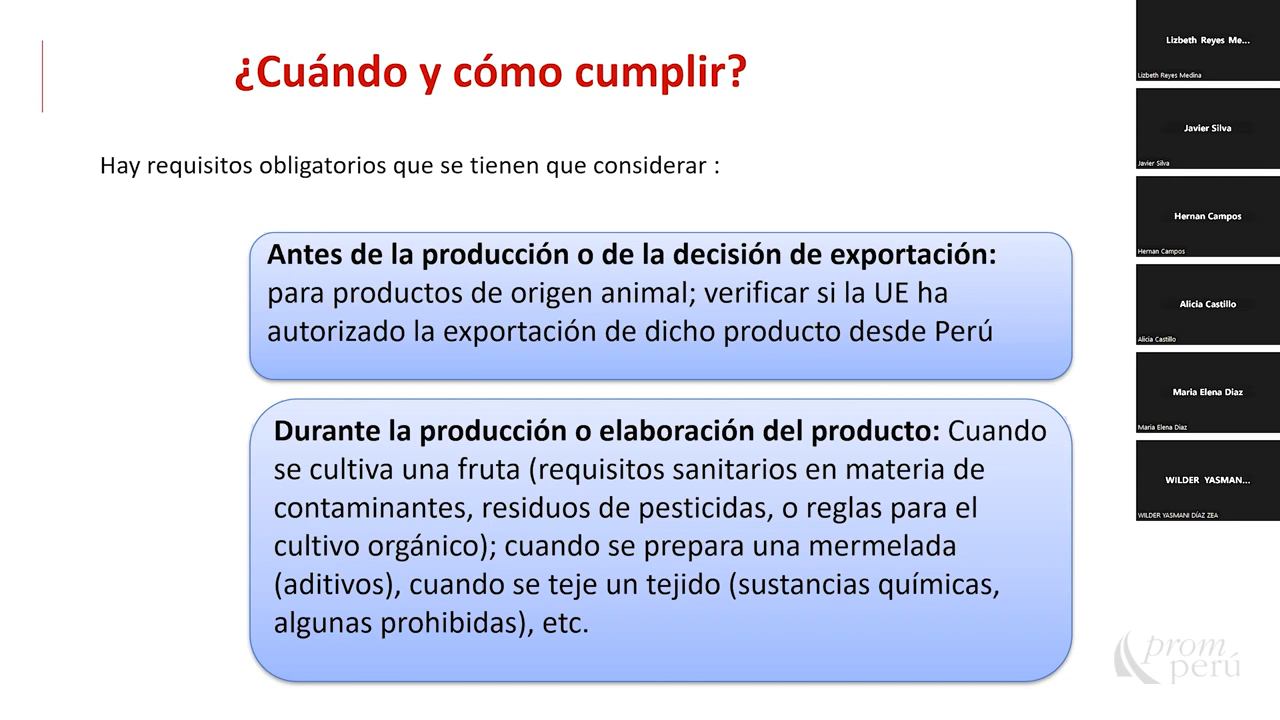 ¿Cuándo y cómo cumplir?
Hay requisitos obligatorios que se tienen que considerar :
Antes de la producción o de la decisión de exportación:
para productos de origen animal; verificar si la UE ha
autorizado la exportación de dicho producto desde Perú
Durante la producción o elaboración del producto: Cuando
se cultiva una fruta (requisitos sanitarios en materia de
contaminantes, residuos de pesticidas, o reglas para el
cultivo orgánico); cuando se prepara una mermelada
(aditivos), cuando se teje un tejido (sustancias químicas,
algunas prohibidas), etc.
prom
perú
Lizbeth Reyes Me...
Lizbeth Reyes Medina
Javier Silva
Javier Silva
Hernan Campos
Hernan Campos
Alicia Castillo
Alicia Castillo
Maria Elena Diaz
Maria Elena Diaz
WILDER YASMAN...
WILDER YASMANI DÍAZ ZEA